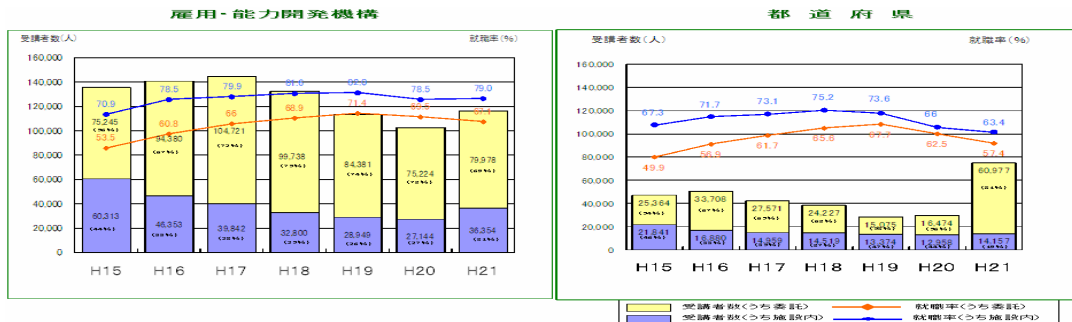 雇用・能力開発機構
受講者数(人) 就職率(%)
160,000
140,000
120,000
100,000
80,000
60,000
40,000
20,000
0
70.9 78.5 79.9 79.0
78.5
53.5 60.8 66 68.9 71.4
75,245 94,380 104,721 99,738 84,381 75,224 79,978
60,313 46,353 39,842 32,800 28,949 27,144 36,354
H15 H16 H17 H18 H19 H20 H21
都道府県
受講者数(人) 就職率(%)
160,000
140,000
120,000
100,000
80,000
60,000
40,000
20,000
0
67.3 71.7 73.1 75.2 73.6 66 63.4
49.9 56.9 61.7 65.6 67.7 62.5 57.4
25,364 33,708 27,571 24,227 15,075 16,474 60,977
21,841 16,880 14,959 14,519 13,374 12,958 14,157
H15 H16 H17 H18 H19 H20 H21
受講者数(うち委託) 就職率(うち委託)
受講者数(うち施設内) 就職率(うち施設内)